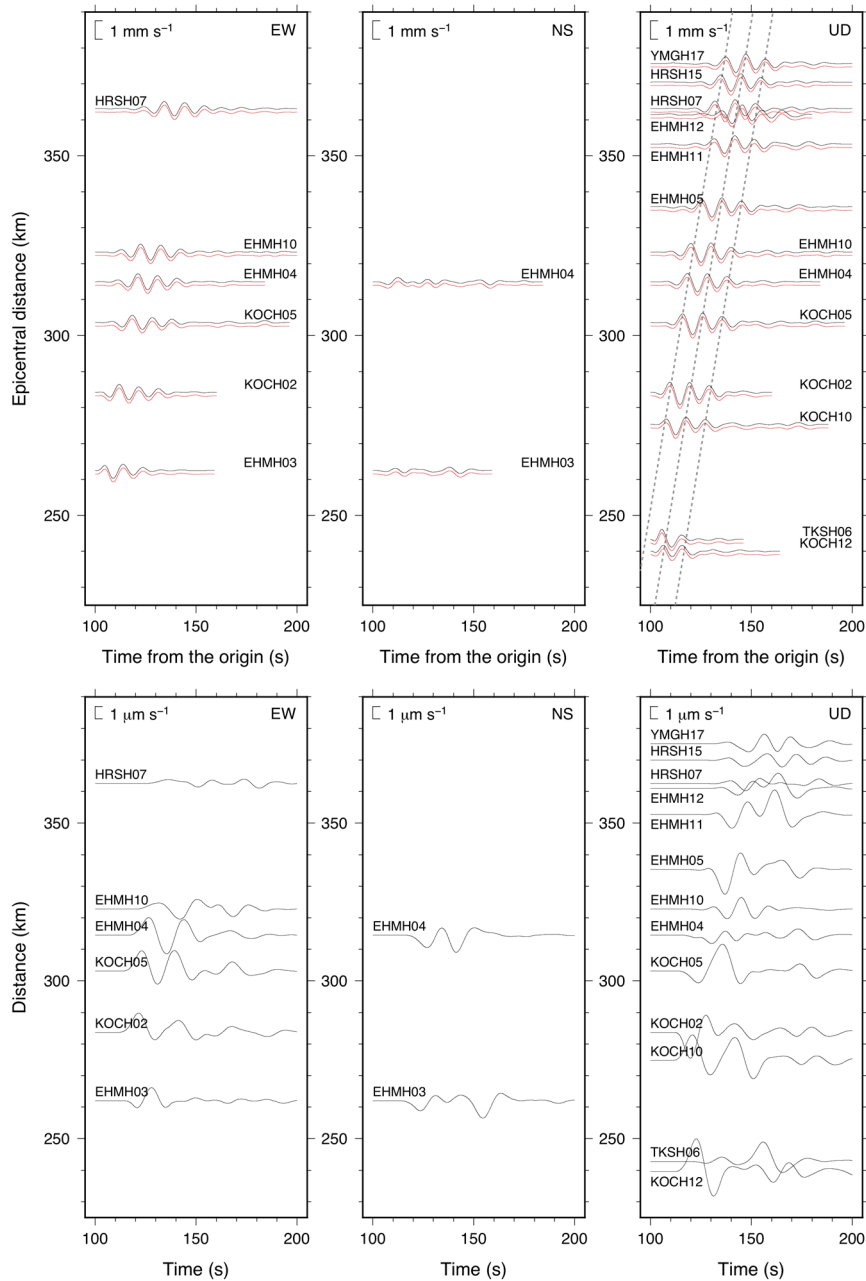 1 mm s⁻¹ EW
HRSH07
EHMH10
EHMH04
KOCH05
KOCH02
EHMH03
350
300
250
100 150 200
Time from the origin (s)
Epicentral distance (km)
1 mm s⁻¹ NS
EHMH04
EHMH03
350
300
250
100 150 200
Time from the origin (s)
1 mm s⁻¹ UD
YMGH17
HRSH15
HRSH07
EHMH12
EHMH11
EHMH05
EHMH10
EHMH04
KOCH05
KOCH02
KOCH10
TKSH06
KOCH12
350
300
250
100 150 200
Time from the origin (s)
1 μm s⁻¹ EW
HRSH07
EHMH10
EHMH04
KOCH05
KOCH02
EHMH03
350
300
250
100 150 200
Time (s)
Distance (km)
1 μm s⁻¹ NS
EHMH04
EHMH03
350
300
250
100 150 200
Time (s)
1 μm s⁻¹ UD
YMGH17
HRSH15
HRSH07
EHMH12
EHMH11
EHMH05
EHMH10
EHMH04
KOCH05
KOCH02
KOCH10
TKSH06
KOCH12
350
300
250
100 150 200
Time (s)